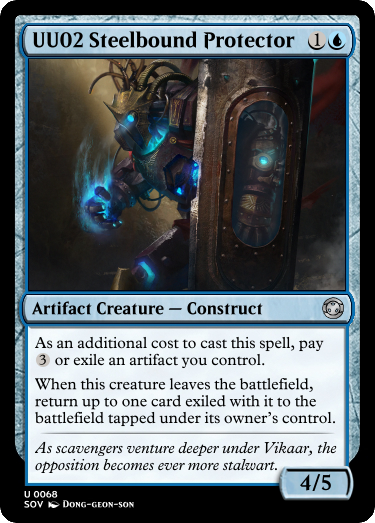 UU02 Steelbound Protector 1
Artifact Creature — Construct
As an additional cost to cast this spell, pay
3 or exile an artifact you control.
When this creature leaves the battlefield,
return up to one card exiled with it to the
battlefield tapped under its owner's control.
As scavengers venture deeper under Vikaar, the
opposition becomes ever more stalwart.
4/5
U 0068
SOV DONG-GEON-SON